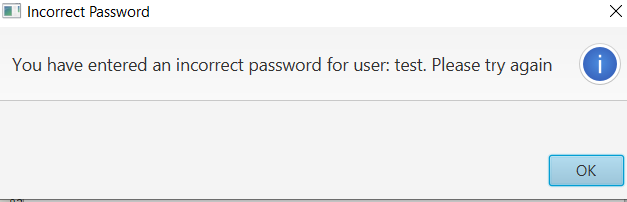 Incorrect Password
You have entered an incorrect password for user: test. Please try again
OK